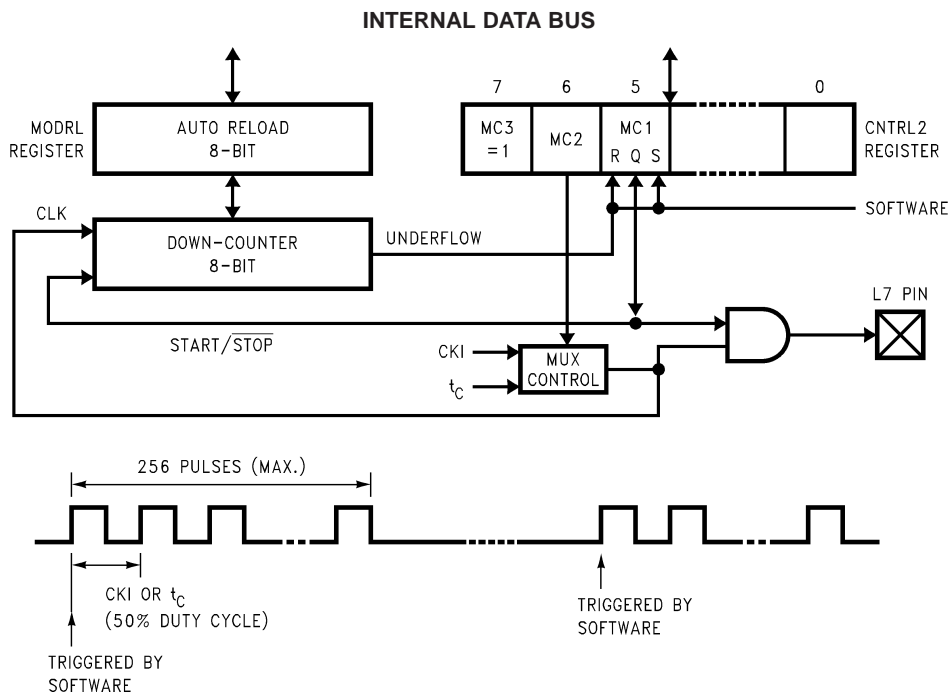 INTERNAL DATA BUS
7 6 5 0
MODRL
REGISTER
AUTO RELOAD
8-BIT
MC3
=1
MC2
MC1
R Q S
CNTRL2
REGISTER
CLK
SOFTWARE
DOWN-COUNTER
8-BIT
UNDERFLOW
L7 PIN
START/STOP
CKI
tC
MUX
CONTROL
256 PULSES (MAX.)
CKI OR tC
(50% DUTY CYCLE)
TRIGGERED BY
SOFTWARE
TRIGGERED BY
SOFTWARE